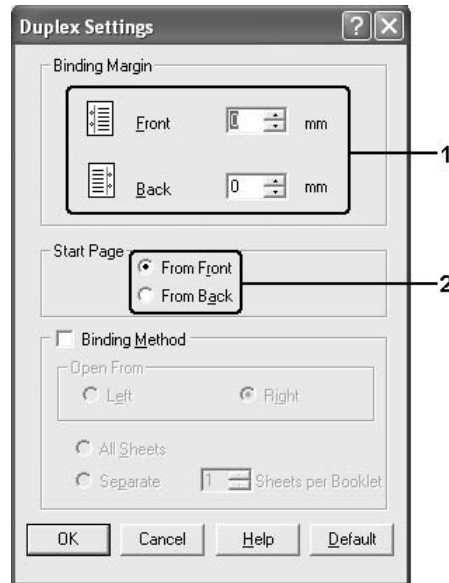 Duplex Settings
Binding Margin
Front 0 mm
1
Back 0 mm
Start Page
From Front
2
From Back
Binding Method
Open From
Left Right
All Sheets
Separate 1 Sheets per Booklet
OK Cancel Help Default